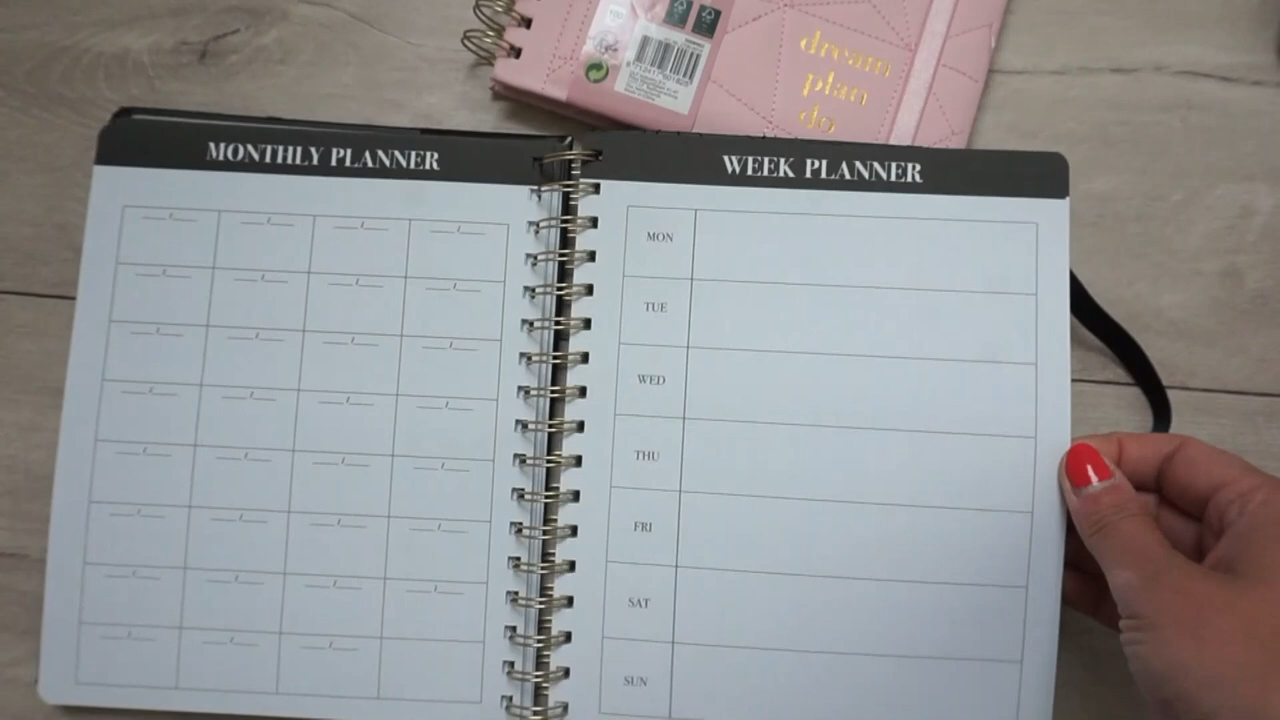 dream
plan
do
MONTHLY PLANNER
WEEK PLANNER
MON
TUE
WED
THU
FRI
SAT
SUN